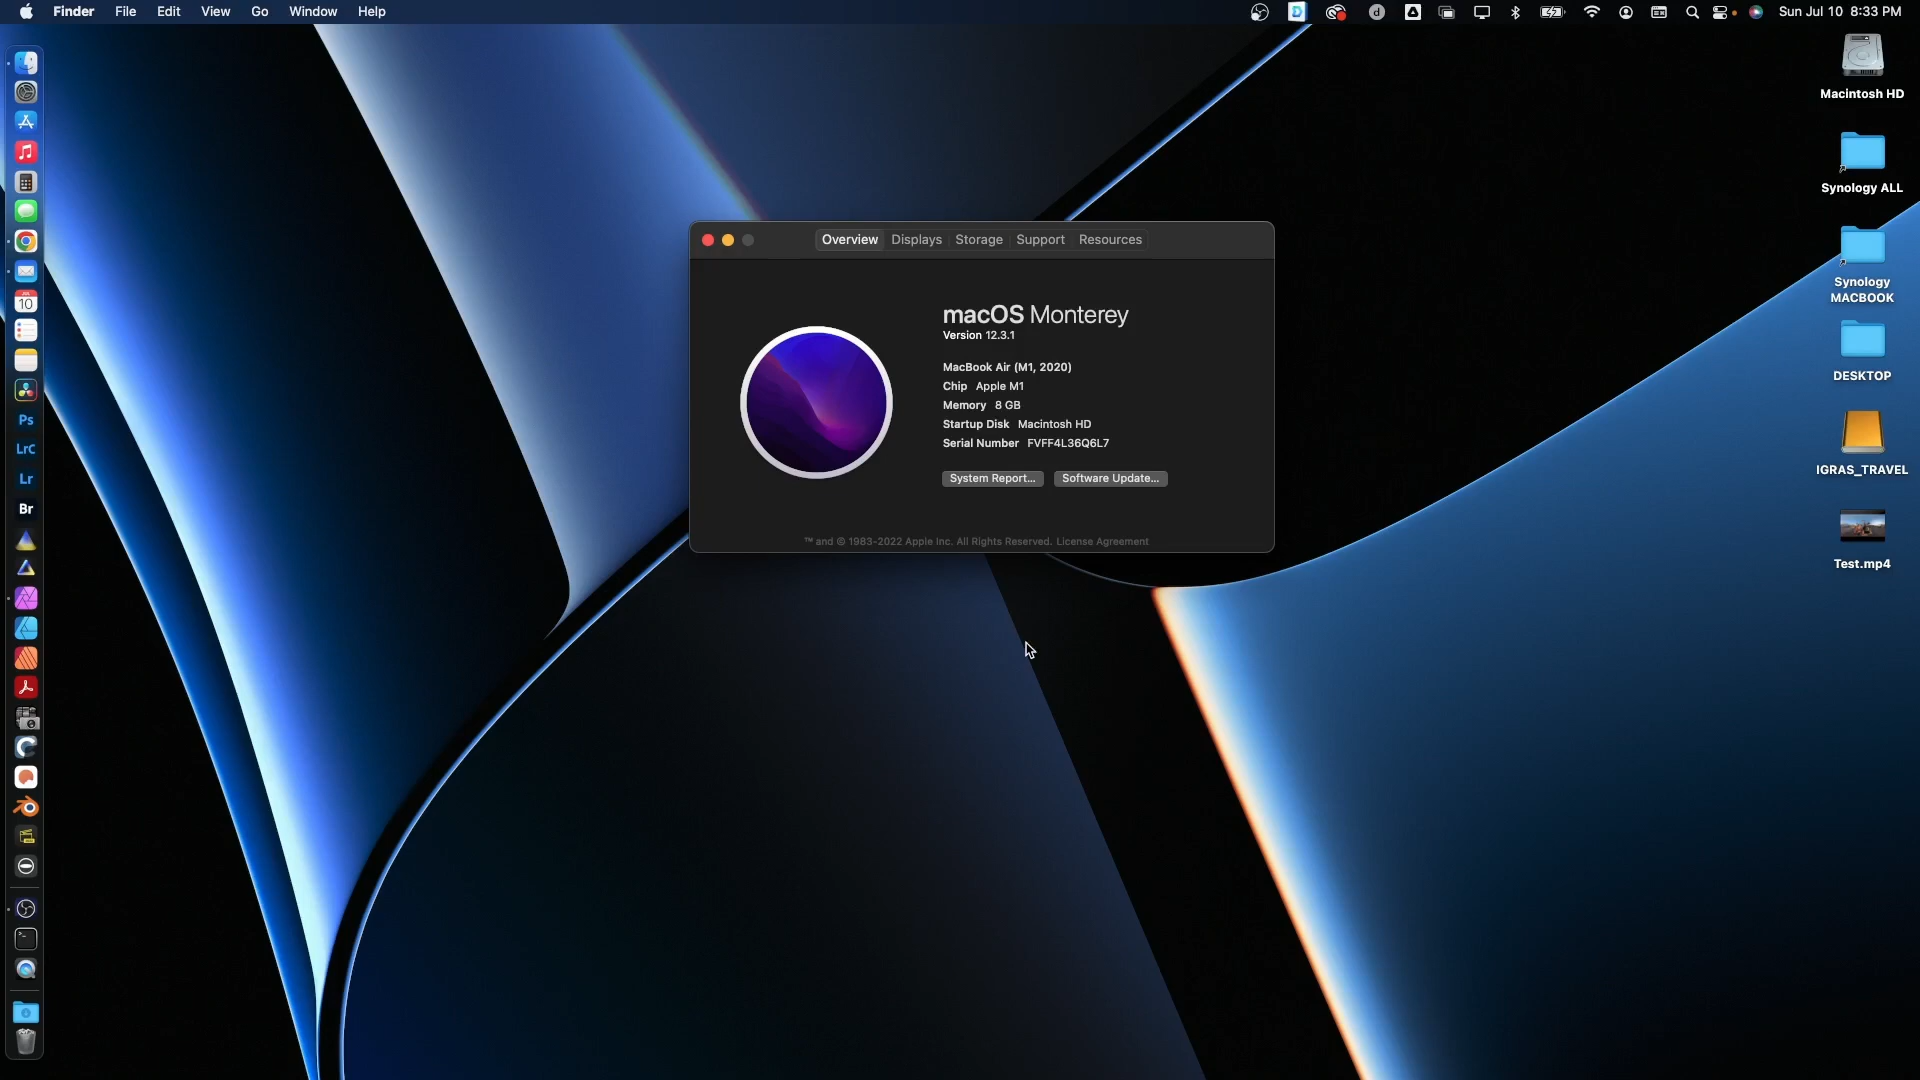 Finder File Edit View Go Window Help
Sun Jul 10 8:33 PM
Macintosh HD
Synology ALL
Synology
MACBOOK
DESKTOP
IGRAS_TRAVEL
Test.mp4
10
Ps
LrC
Lr
Br
Overview Displays Storage Support Resources
macOS Monterey
Version 12.3.1
MacBook Air (M1, 2020)
Chip Apple M1
Memory 8 GB
Startup Disk Macintosh HD
Serial Number FVFF4L36Q6L7
System Report... Software Update...
™ and © 1983-2022 Apple Inc. All Rights Reserved. License Agreement